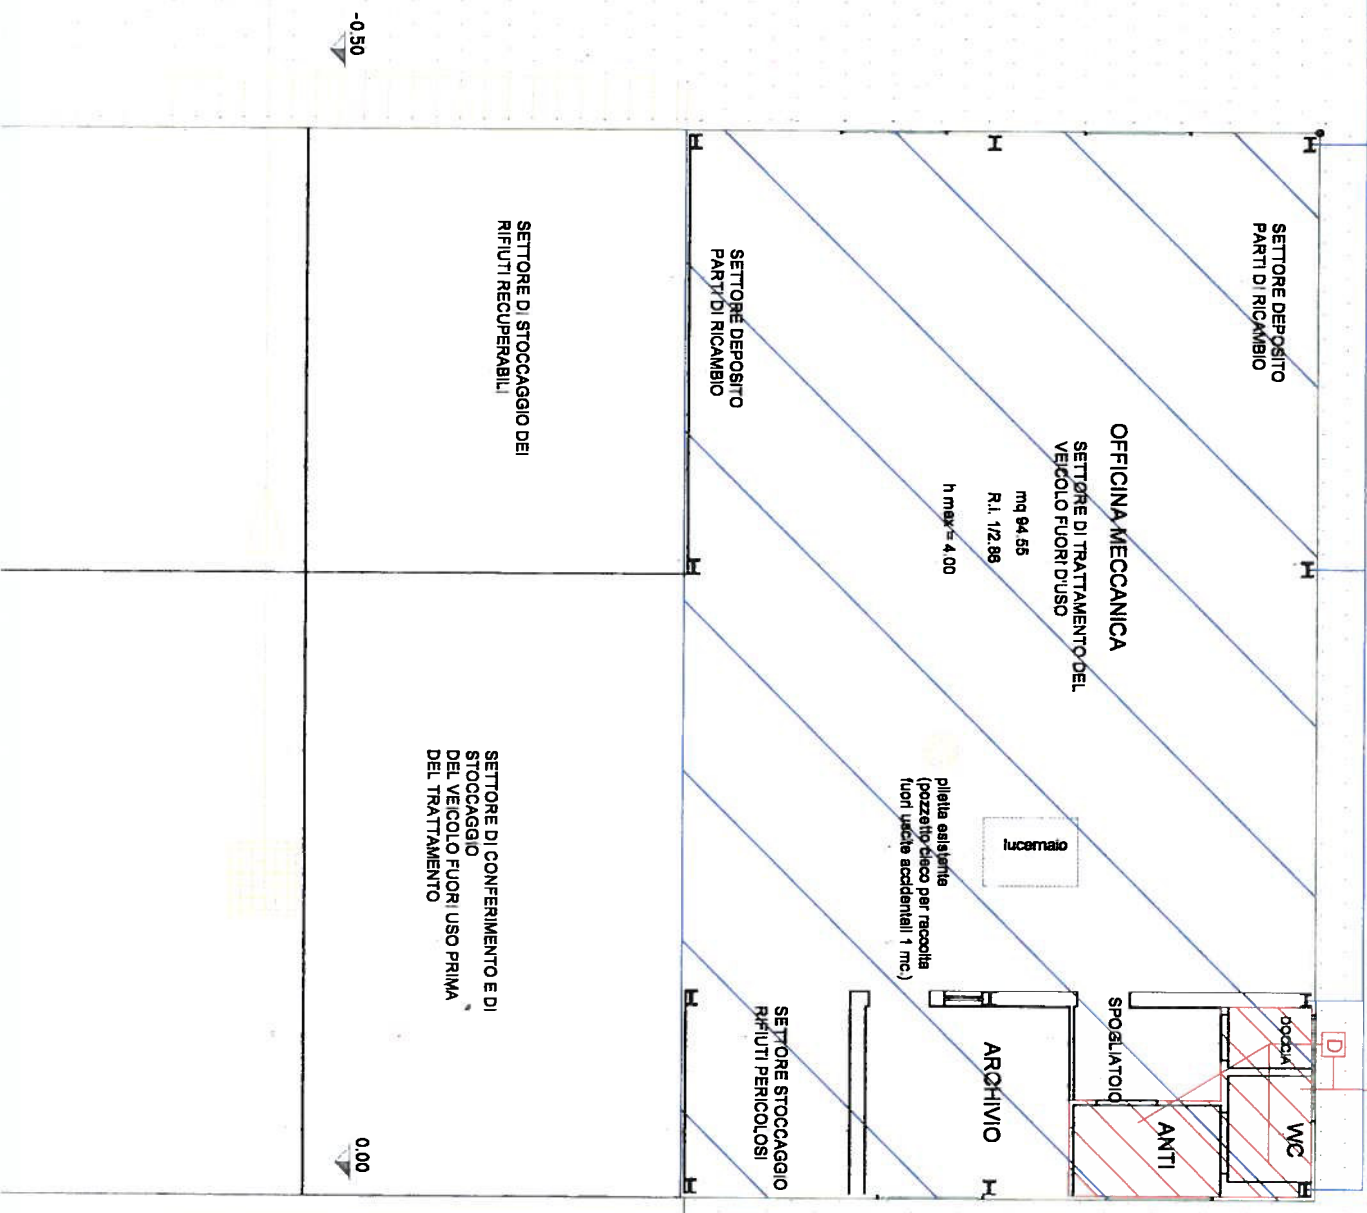 -0.50
SETTORE DEPOSITO
PARTI DI RICAMBIO
OFFICINA MECCANICA
SETTORE DI TRATTAMENTO DEL
VEICOLO FUORI D'USO
mq 94.55
R.I. 1/2.86
h max = 4.00
SETTORE DEPOSITO
PARTI DI RICAMBIO
SETTORE DI STOCCAGGIO DEI
RIFIUTI RECUPERABILI
lucernaio
piletta esistente
(pozzetto cieco per raccolta
fuori uscite accidentali 1 mc.)
SETTORE DI CONFERIMENTO E DI
STOCCAGGIO
DEL VEICOLO FUORI USO PRIMA
DEL TRATTAMENTO
D
DOCCIA
WC
SPOGLIATOIO
ANTI
ARCHIVIO
SETTORE STOCCAGGIO
RIFIUTI PERICOLOSI
0.00